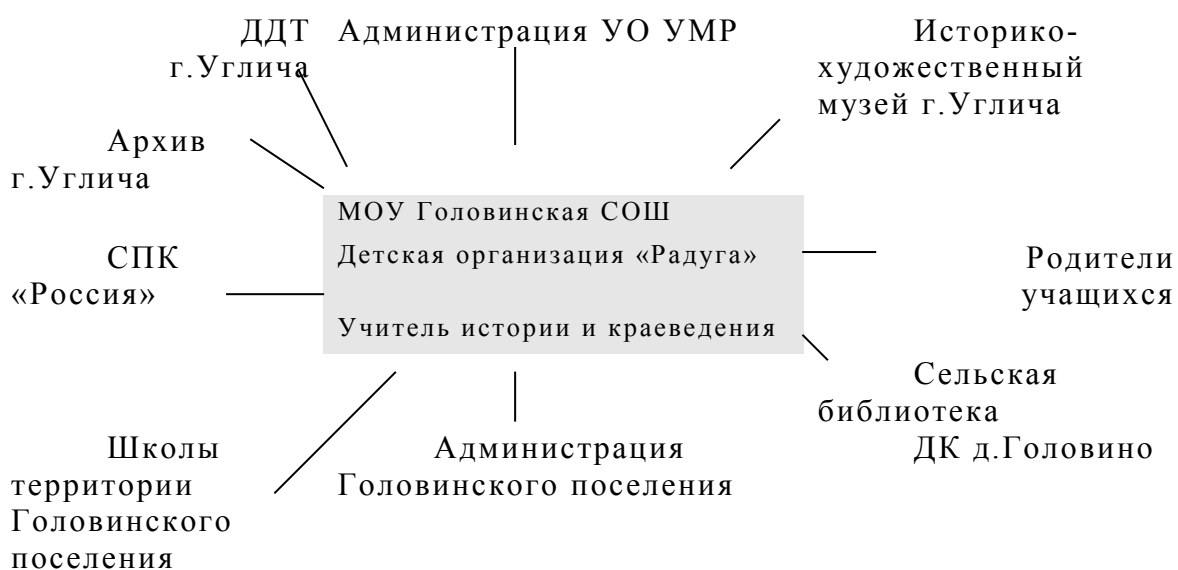 ДДТ
г.Углича
Администрация УО УМР
Историко-
художественный
музей г.Углича
Архив
г.Углича
МОУ Головинская СОШ
Детская организация «Радуга»
Учитель истории и краеведения
СПК
«Россия»
Родители
учащихся
Сельская
библиотека
ДК д.Головино
Школы
территории
Головинского
поселения
Администрация
Головинского поселения